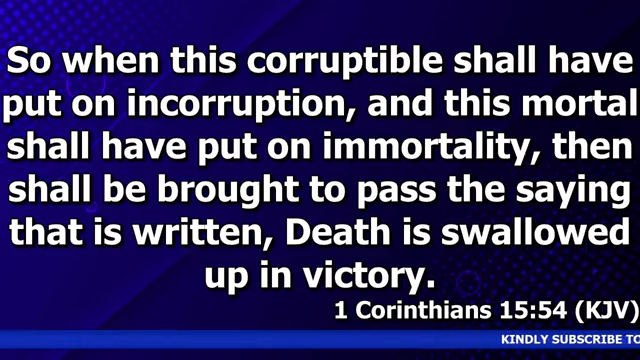 So when this corruptible shall have
put on incorruption, and this mortal
shall have put on immortality, then
shall be brought to pass the saying
that is written, Death is swallowed
up in victory.
1 Corinthians 15:54 (KJV)
KINDLY SUBSCRIBE TO